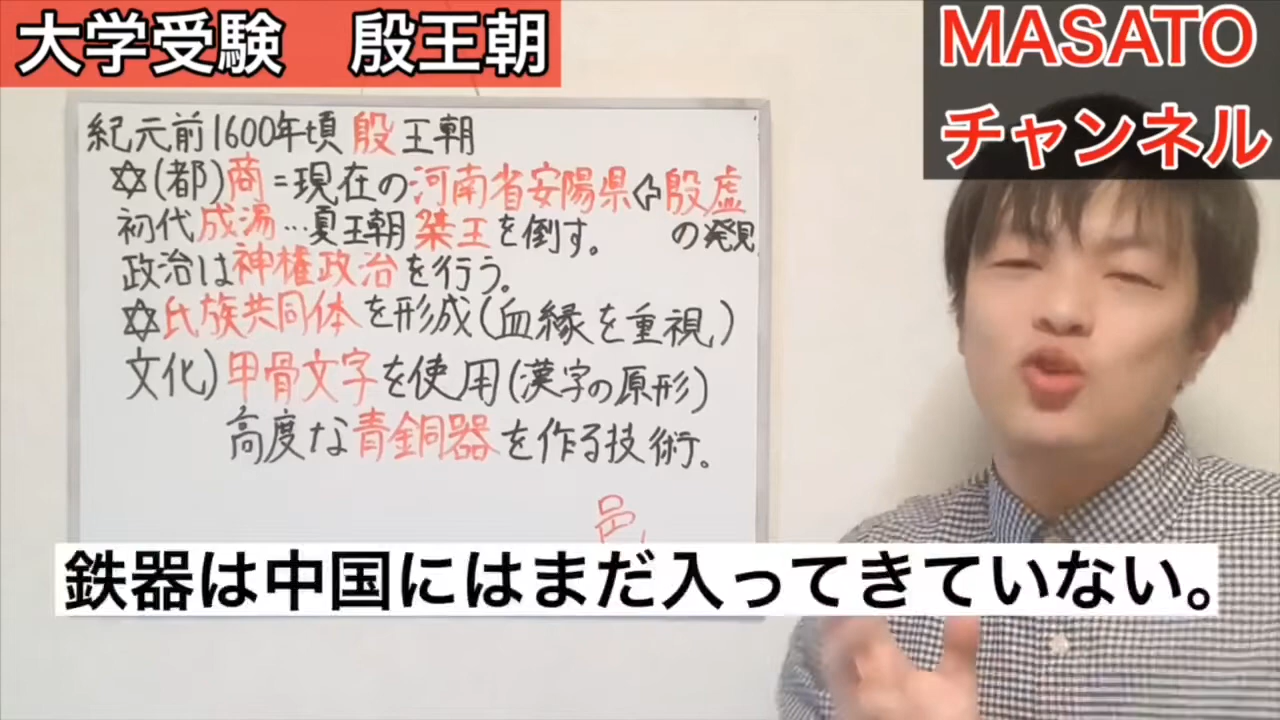 大学受験 殷王朝
MASATO
チャンネル
紀元前1600年頃 殷王朝
✡(都)商=現在の河南省安陽県⇦殷虚
の発見
初代 成湯…夏王朝 桀王を倒す。
政治は神権政治を行う。
✡氏族共同体を形成(血縁を重視)
文化)甲骨文字を使用(漢字の原形)
高度な青銅器を作る技術。
邑
鉄器は中国にはまだ入ってきていない。